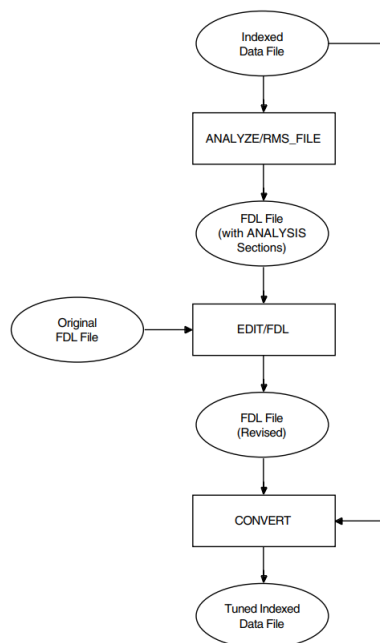 Indexed
Data File
ANALYZE/RMS_FILE
FDL File
(with ANALYSIS
Sections)
Original
FDL File
EDIT/FDL
FDL File
(Revised)
CONVERT
Tuned Indexed
Data File